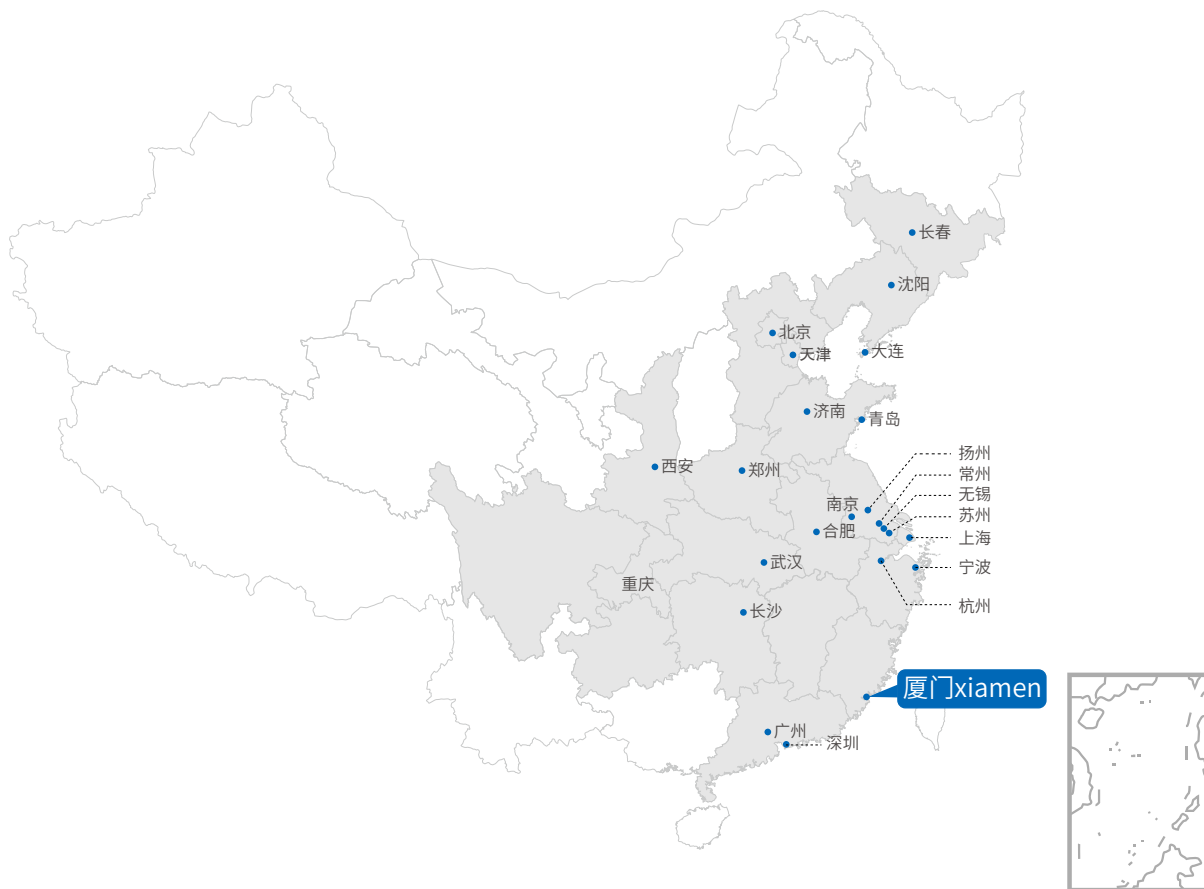 长春
沈阳
北京
天津
大连
济南
青岛
扬州
西安
郑州
常州
无锡
南京
苏州
合肥
上海
武汉
宁波
重庆
杭州
长沙
厦门xiamen
广州
深圳